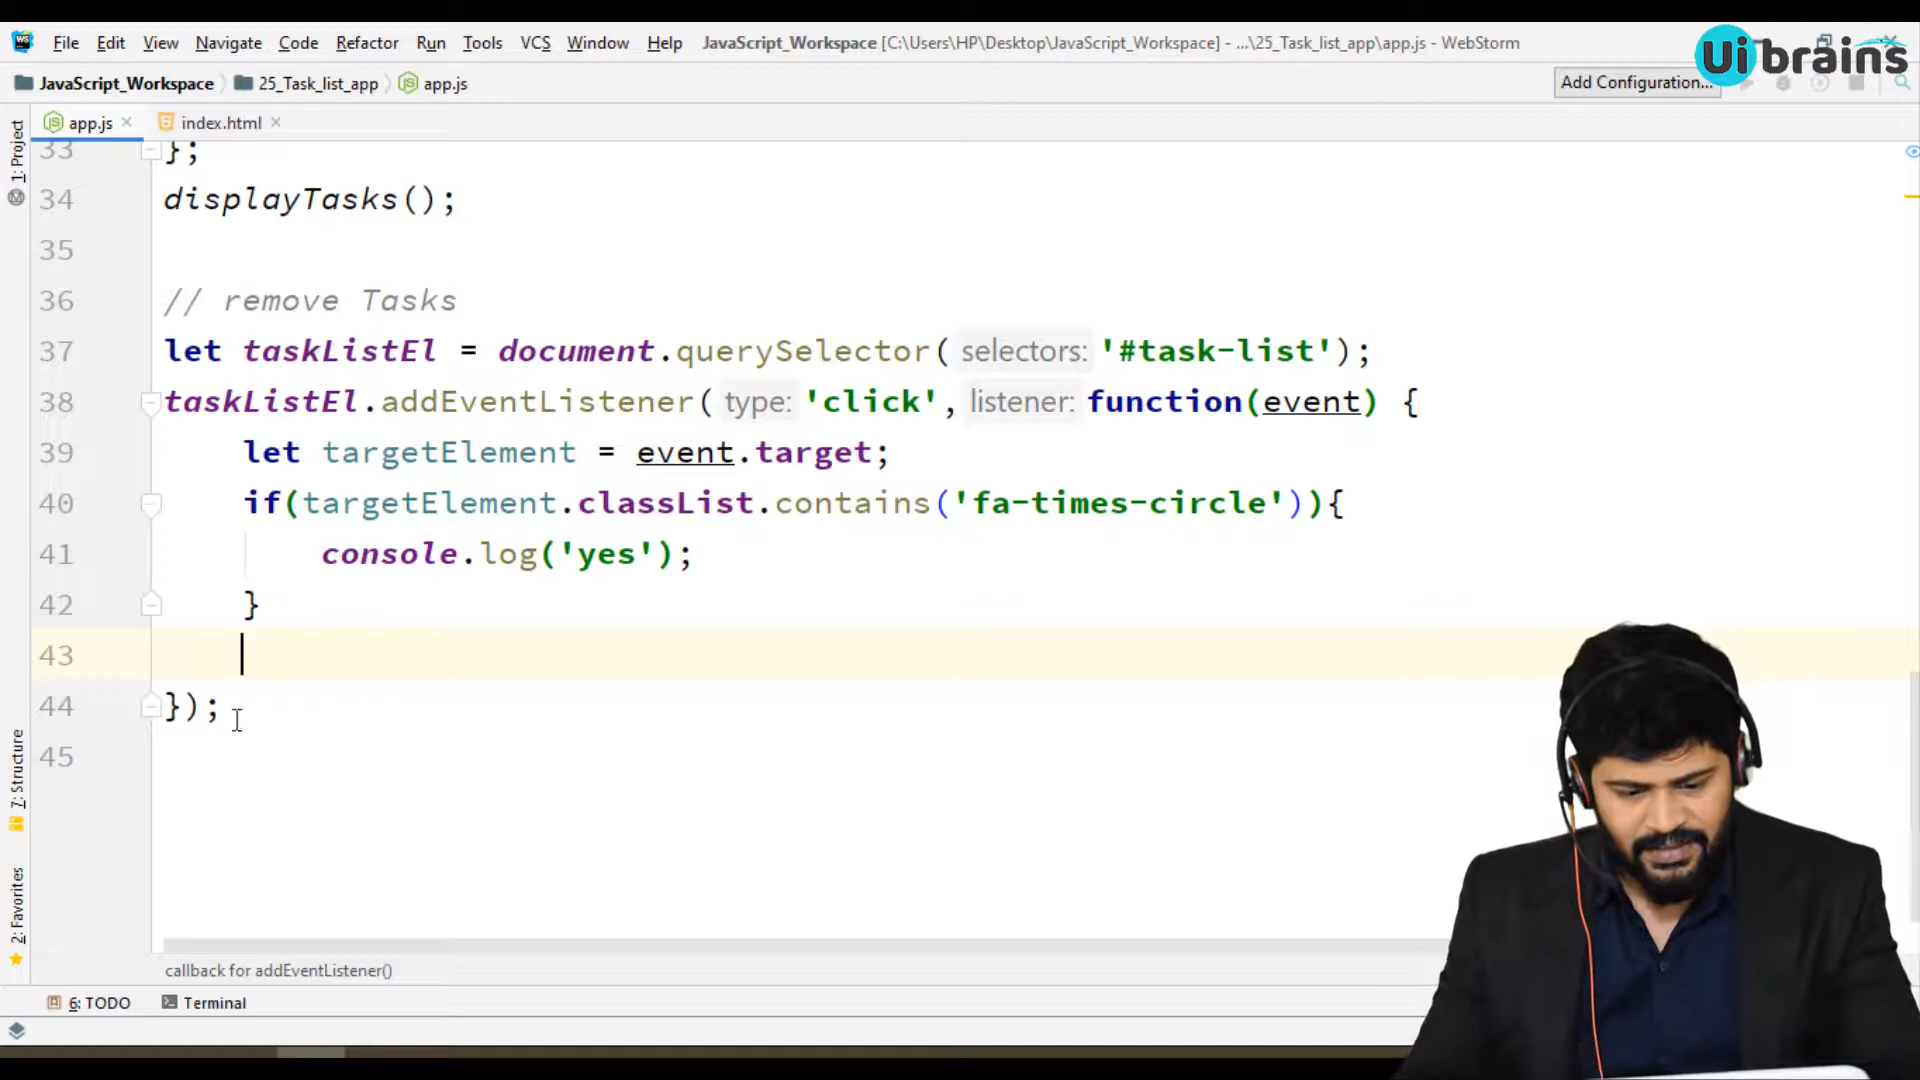 File Edit View Navigate Code Refactor Run Tools VCS Window Help JavaScript_Workspace [C:\Users\HP\Desktop\JavaScript_Workspace] - ...\25_Task_list_app\app.js - WebStorm
Ui brains
JavaScript_Workspace 25_Task_list_app app.js
Add Configuration...
app.js index.html
1: Project
7: Structure
2: Favorites
33 };
34 displayTasks();
35
36 // remove Tasks
37 let taskListEl = document.querySelector( selectors: '#task-list');
38 taskListEl.addEventListener( type: 'click', listener: function(event) {
39 let targetElement = event.target;
40 if(targetElement.classList.contains('fa-times-circle')){
41 console.log('yes');
42 }
43
44 });
45
callback for addEventListener()
6: TODO Terminal